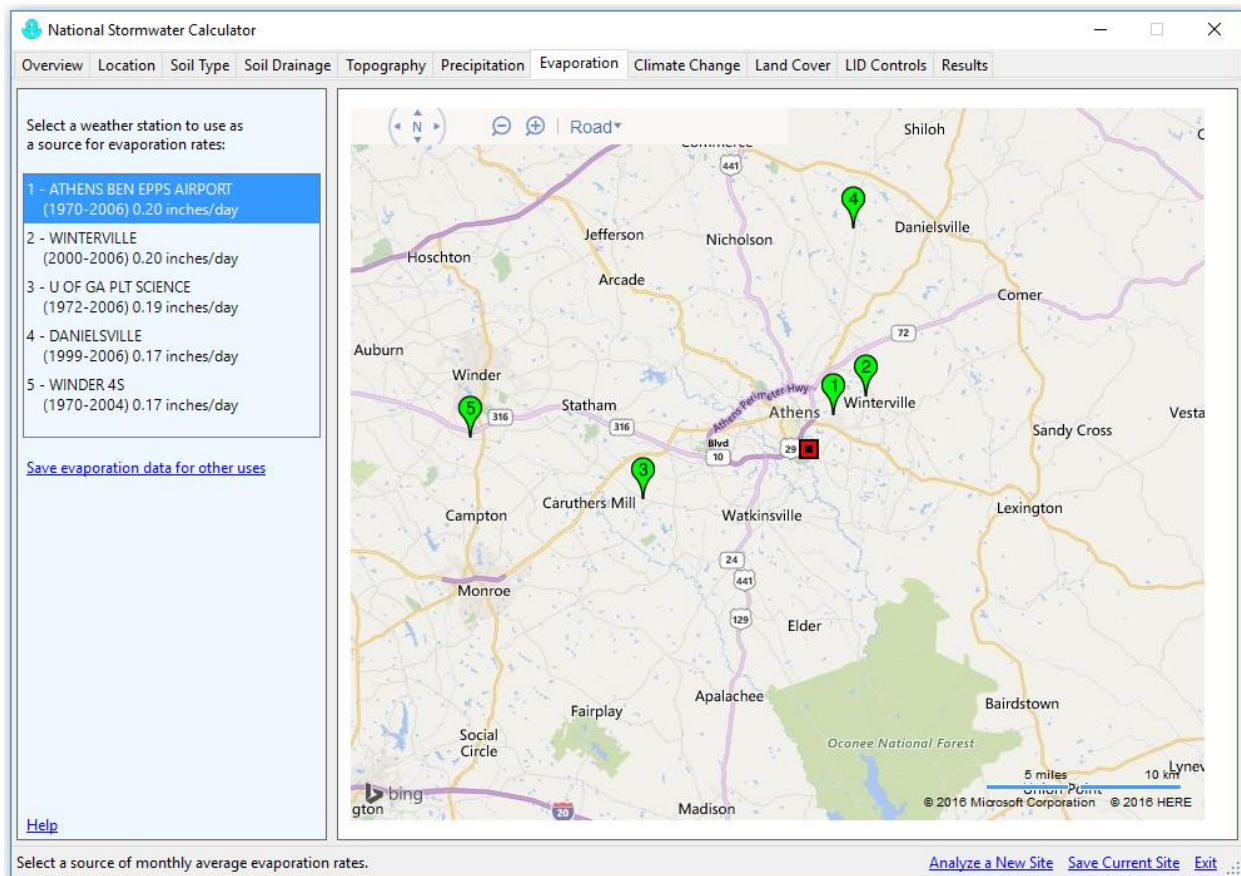 National Stormwater Calculator
Overview Location Soil Type Soil Drainage Topography Precipitation Evaporation Climate Change Land Cover LID Controls Results
Select a weather station to use as
a source for evaporation rates:
1 - ATHENS BEN EPPS AIRPORT
(1970-2006) 0.20 inches/day
2 - WINTERVILLE
(2000-2006) 0.20 inches/day
3 - U OF GA PLT SCIENCE
(1972-2006) 0.19 inches/day
4 - DANIELSVILLE
(1999-2006) 0.17 inches/day
5 - WINDER 4S
(1970-2004) 0.17 inches/day
Save evaporation data for other uses
Help
N
Road
Shiloh
441
4
Jefferson
Nicholson
Danielsville
Hoschton
Arcade
Comer
72
Auburn
Winder
2
Athens Perimeter Hwy
1
Winterville
Statham
Athens
5
316
316
Vesta
Sandy Cross
Blvd
10
29
3
Caruthers Mill
Campton
Watkinsville
Lexington
24
441
Monroe
129
Elder
Apalachee
Bairdstown
Fairplay
Social
Circle
Oconee National Forest
5 miles
10 km
Union Point
bing
gton
20
Madison
© 2016 Microsoft Corporation © 2016 HERE
Select a source of monthly average evaporation rates.
Analyze a New Site Save Current Site Exit